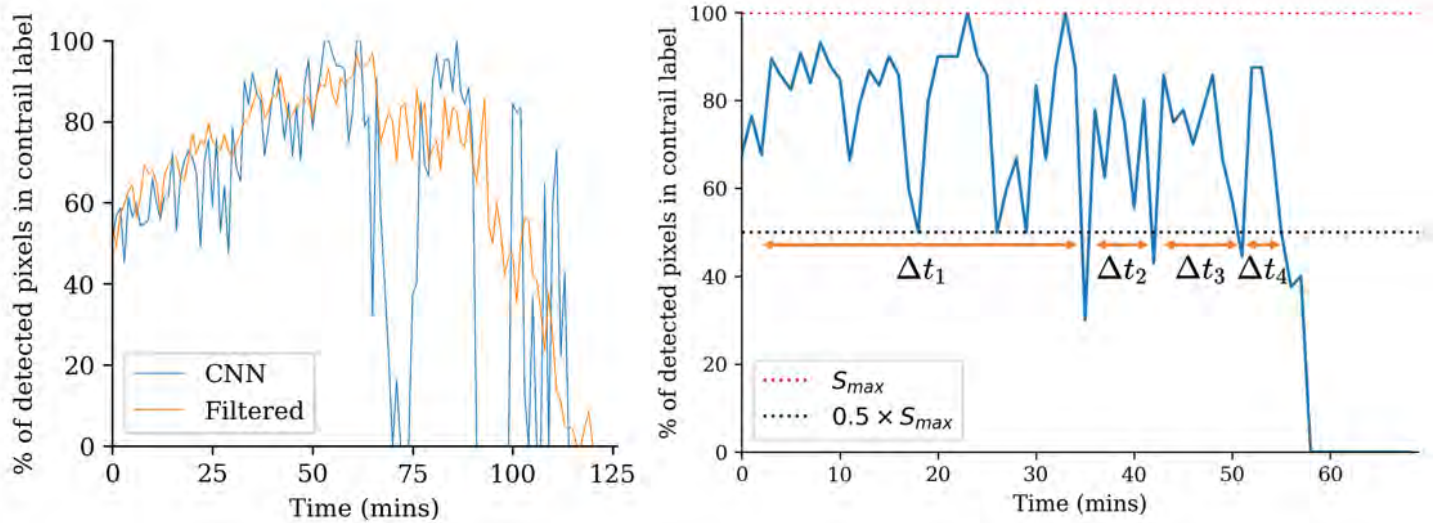 % of detected pixels in contrail label
100
80
60
40
20
0
CNN
Filtered
0 25 50 75 100 125
Time (mins)
% of detected pixels in contrail label
100
80
60
40
20
0
Δt₁ Δt₂ Δt₃ Δt₄
Sₘₐₓ
0.5 × Sₘₐₓ
0 10 20 30 40 50 60
Time (mins)